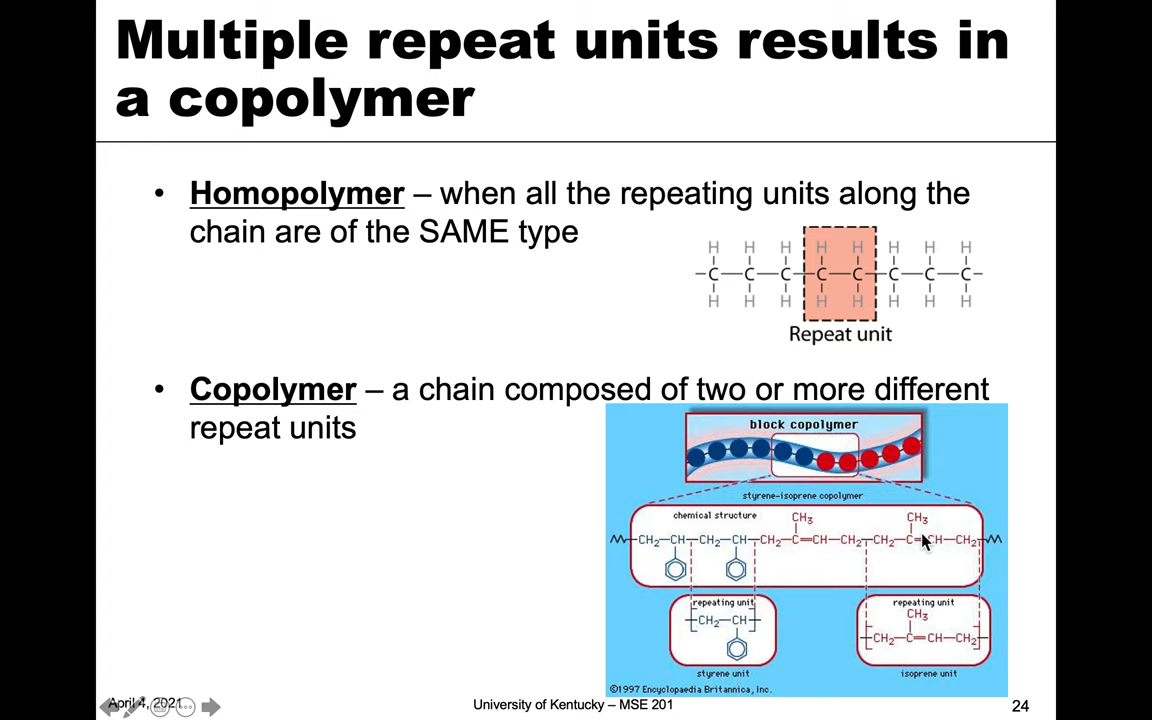 Multiple repeat units results in
a copolymer
• Homopolymer – when all the repeating units along the
chain are of the SAME type
H H H H H H H H
–C—C—C—C—C—C—C—C–
H H H H H H H H
Repeat unit
• Copolymer – a chain composed of two or more different
repeat units
block copolymer
styrene-isoprene copolymer
chemical structure
CH₃ CH₃
CH₂—CH—CH₂—CH—CH₂—C=CH—CH₂—CH₂—C=CH—CH₂
repeating unit
CH₂—CH
styrene unit
repeating unit
CH₃
CH₂—C=CH—CH₂
isoprene unit
©1997 Encyclopaedia Britannica, Inc.
April 4, 2021
University of Kentucky – MSE 201
24